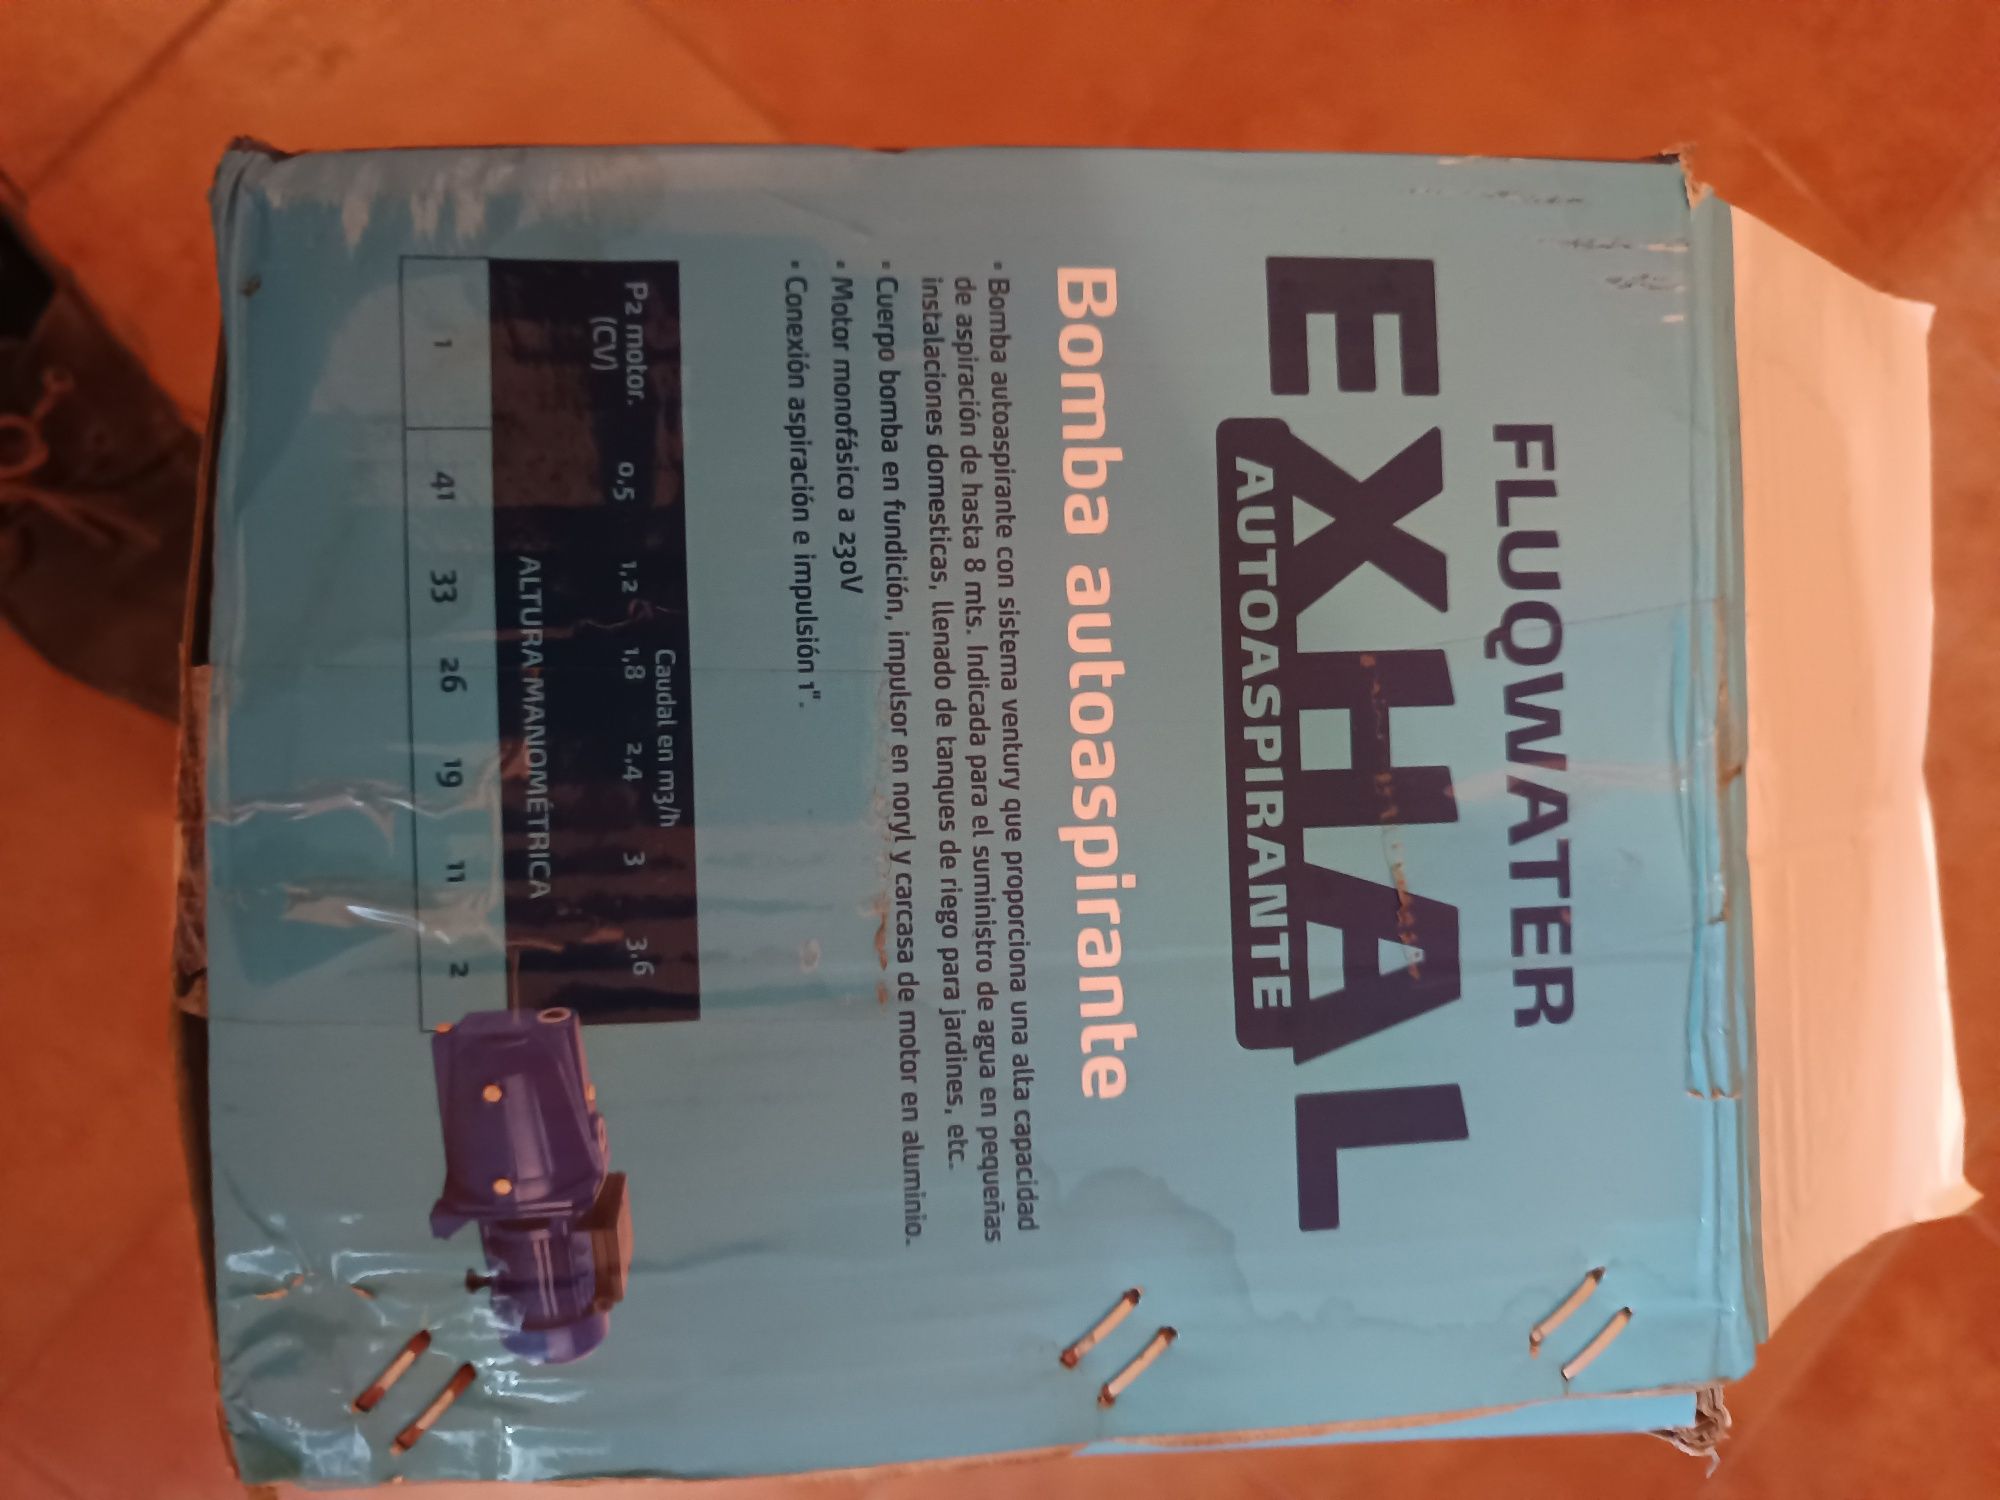 FLUQWATER
EXHAL
AUTOASPIRANTE
Bomba autoaspirante
• Bomba autoaspirante con sistema ventury que proporciona una alta capacidad
de aspiración de hasta 8 mts. Indicada para el suministro de agua en pequeñas
instalaciones domesticas, llenado de tanques de riego para jardines, etc.
• Cuerpo bomba en fundición, impulsor en noryl y carcasa de motor en aluminio.
• Motor monofásico a 230V
• Conexión aspiración e impulsión 1".
Caudal en m3/h
P2 motor. 0,5 1,2 1,8 2,4 3 3,6
(CV)
ALTURA MANOMÉTRICA
1 41 33 26 19 11 2